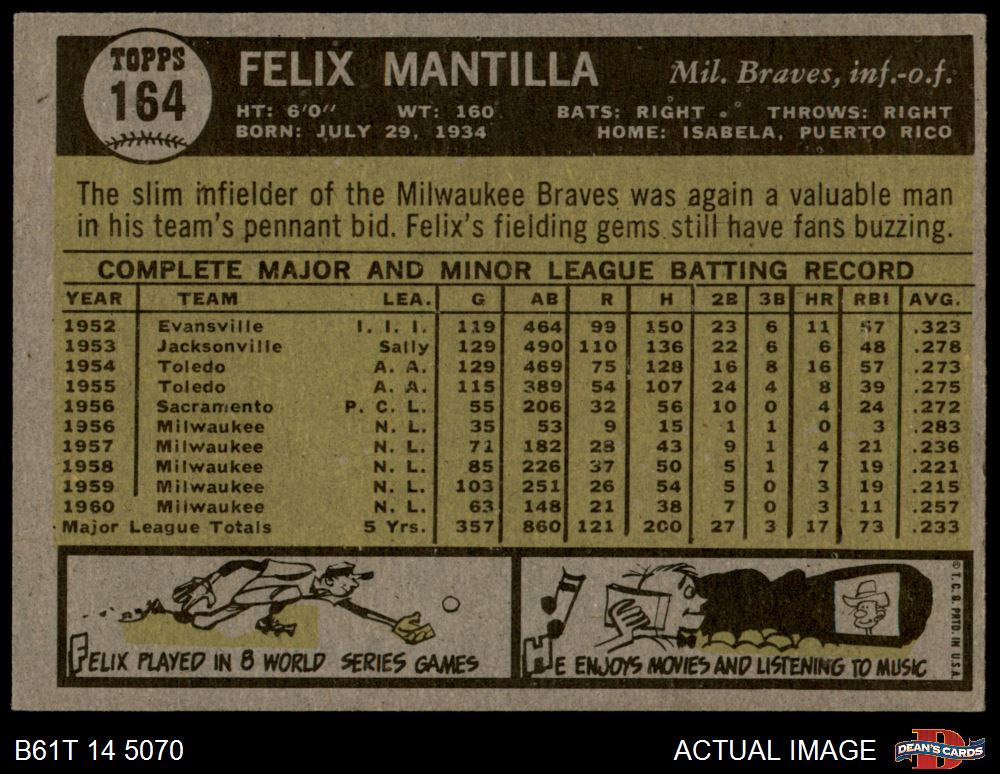 TOPPS
164
FELIX MANTILLA Mil. Braves, inf.-o.f.
HT: 6'0" WT: 160 BATS: RIGHT THROWS: RIGHT
BORN: JULY 29, 1934 HOME: ISABELA, PUERTO RICO
The slim infielder of the Milwaukee Braves was again a valuable man
in his team's pennant bid. Felix's fielding gems still have fans buzzing.
COMPLETE MAJOR AND MINOR LEAGUE BATTING RECORD
YEAR TEAM LEA. G AB R H 2B 3B HR RBI AVG.
1952 Evansville I. I. I. 119 464 99 150 23 6 11 57 .323
1953 Jacksonville Sally 129 490 110 136 22 6 6 48 .278
1954 Toledo A. A. 129 469 75 128 16 8 16 57 .273
1955 Toledo A. A. 115 389 54 107 24 4 8 39 .275
1956 Sacramento P. C. L. 55 206 32 56 10 0 4 24 .272
1956 Milwaukee N. L. 35 53 9 15 1 1 0 3 .283
1957 Milwaukee N. L. 71 182 28 43 9 1 4 21 .236
1958 Milwaukee N. L. 85 226 37 50 5 1 7 19 .221
1959 Milwaukee N. L. 103 251 26 54 5 0 3 19 .215
1960 Milwaukee N. L. 63 148 21 38 7 0 3 11 .257
Major League Totals 5 Yrs. 357 860 121 200 27 3 17 73 .233
FELIX PLAYED IN 8 WORLD SERIES GAMES
HE ENJOYS MOVIES AND LISTENING TO MUSIC
© T. C. G. PRTD. IN U.S.A.
B61T 14 5070
ACTUAL IMAGE
DEAN'S CARDS